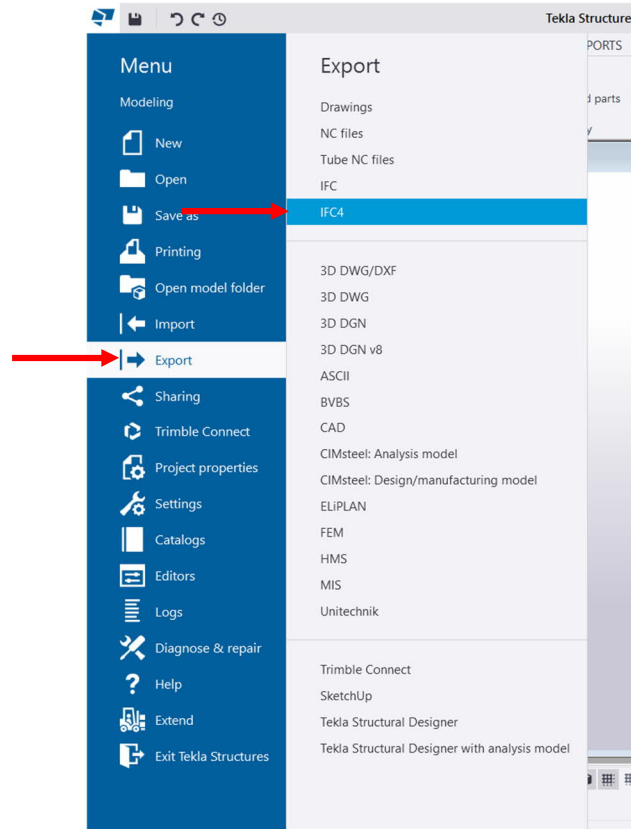 Tekla Structure
PORTS
d parts
y
Menu
Modeling
New
Open
Save as
Printing
Open model folder
Import
Export
Sharing
Trimble Connect
Project properties
Settings
Catalogs
Editors
Logs
Diagnose & repair
Help
Extend
Exit Tekla Structures
Export
Drawings
NC files
Tube NC files
IFC
IFC4
3D DWG/DXF
3D DWG
3D DGN
3D DGN v8
ASCII
BVBS
CAD
CIMsteel: Analysis model
CIMsteel: Design/manufacturing model
ELiPLAN
FEM
HMS
MIS
Unitechnik
Trimble Connect
SketchUp
Tekla Structural Designer
Tekla Structural Designer with analysis model